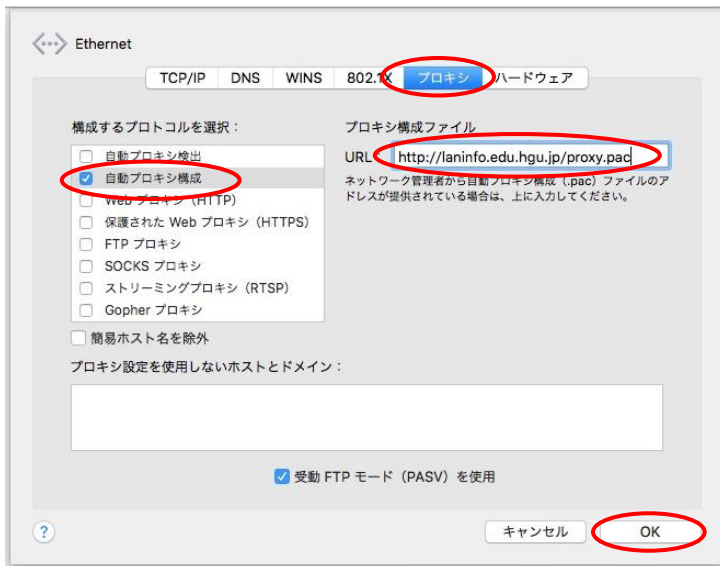 Ethernet
TCP/IP DNS WINS 802.1X プロキシ ハードウェア
構成するプロトコルを選択：
自動プロキシ検出
自動プロキシ構成
Web プロキシ（HTTP）
保護された Web プロキシ（HTTPS）
FTP プロキシ
SOCKS プロキシ
ストリーミングプロキシ（RTSP）
Gopher プロキシ
プロキシ構成ファイル
URL： http://laninfo.edu.hgu.jp/proxy.pac
ネットワーク管理者から自動プロキシ構成（.pac）ファイルのア
ドレスが提供されている場合は、上に入力してください。
簡易ホスト名を除外
プロキシ設定を使用しないホストとドメイン：
受動 FTP モード（PASV）を使用
? キャンセル OK